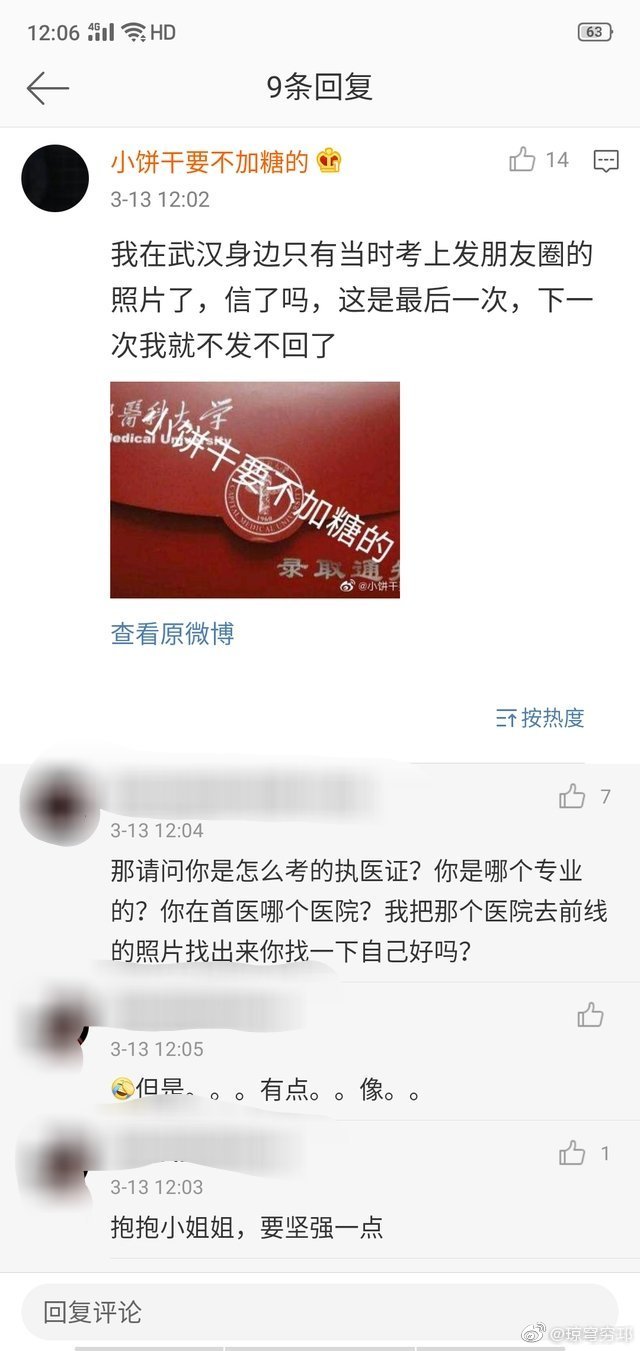 12:06 4G HD 63
9条回复
小饼干要不加糖的
14
3-13 12:02
我在武汉身边只有当时考上发朋友圈的
照片了，信了吗，这是最后一次，下一
次我就不发不回了
醫科大学
Medical University
小饼干要不加糖的
CAPITAL MEDICAL UNIVERSITY
1960
录取通
@小饼干
查看原微博
按热度
7
3-13 12:04
那请问你是怎么考的执医证？你是哪个专业
的？你在首医哪个医院？我把那个医院去前线
的照片找出来你找一下自己好吗？
3-13 12:05
🤣但是。。。有点。。像。。
1
3-13 12:03
抱抱小姐姐，要坚强一点
回复评论
@琼穹穷邛